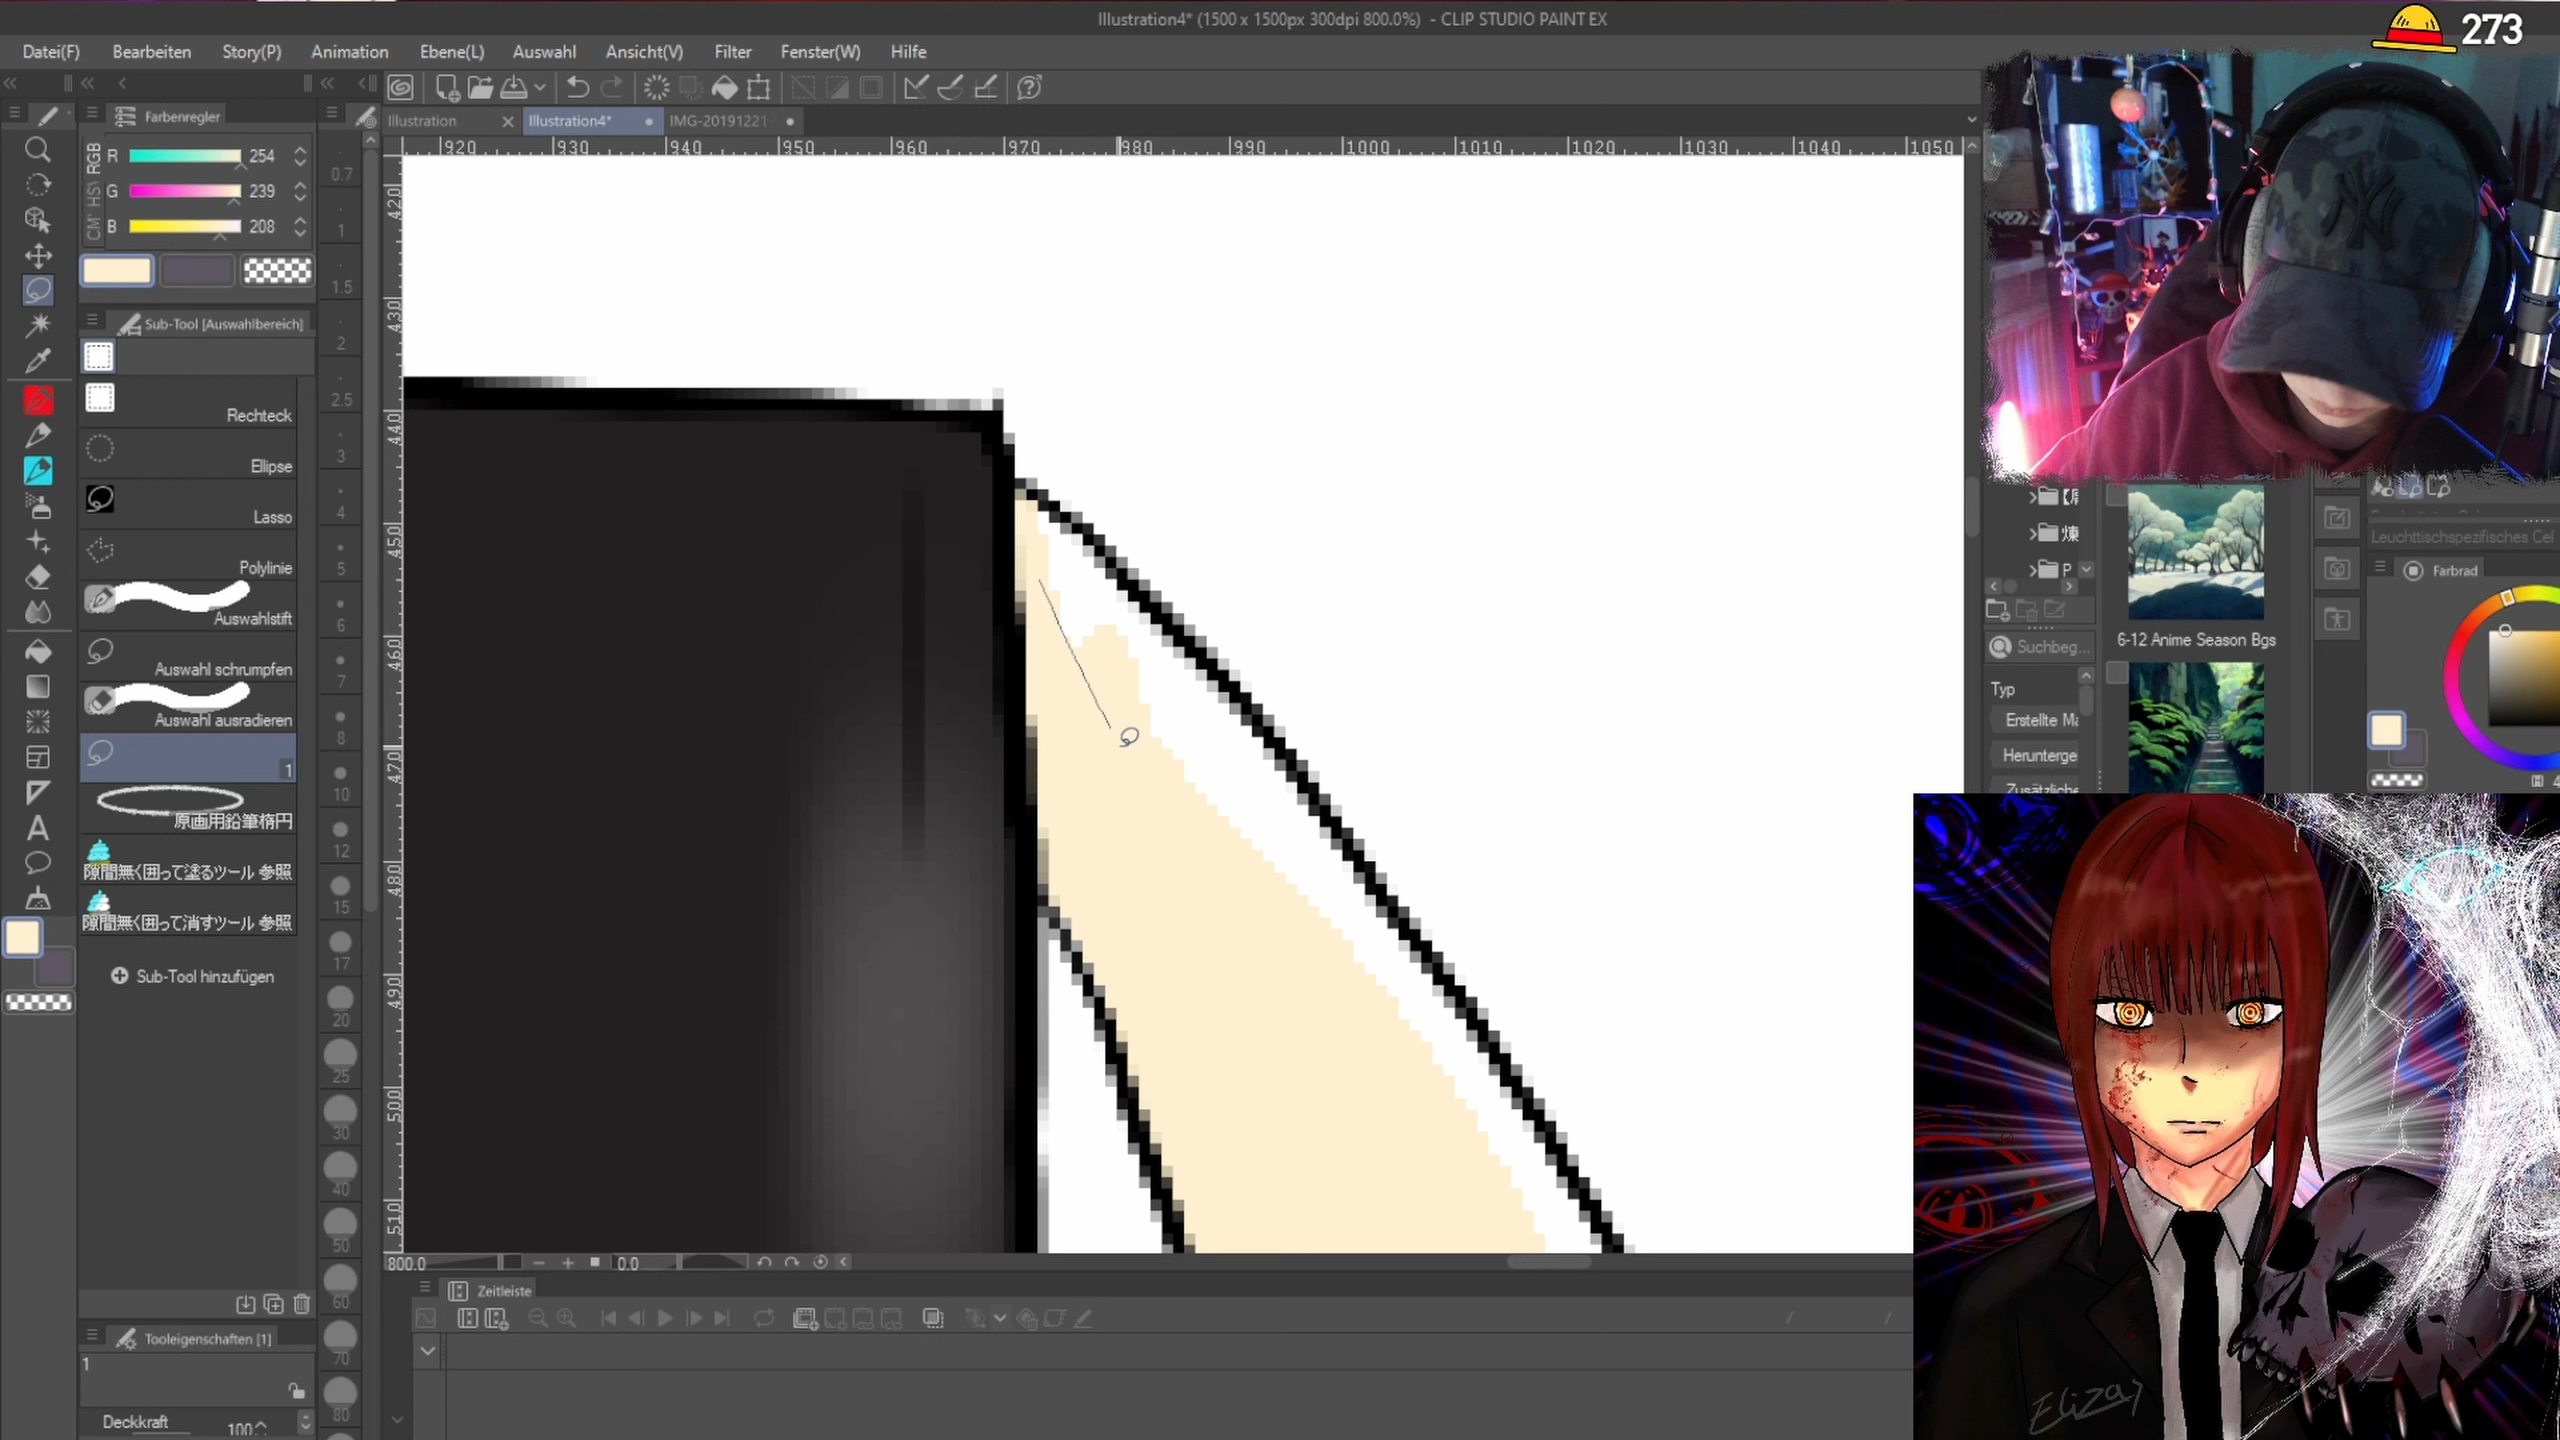 Illustration4* (1500 x 1500px 300dpi 800.0%) - CLIP STUDIO PAINT EX
273
Datei(F) Bearbeiten Story(P) Animation Ebene(L) Auswahl Ansicht(V) Filter Fenster(W) Hilfe
Farbenregler
Illustration Illustration4* IMG-20191221-
RGB
HSV
CM
R 254
G 239
B 208
920 930 940 950 960 970 980 990 1000 1010 1020 1030 1040 1050
420
430
440
450
460
470
480
490
500
510
Sub-Tool [Auswahlbereich]
Rechteck
Ellipse
Lasso
Polylinie
Auswahlstift
Auswahl schrumpfen
Auswahl ausradieren
1
原画用鉛筆楕円
隙間無く囲って塗るツール 参照
隙間無く囲って消すツール 参照
Sub-Tool hinzufügen
0.7
1
1.5
2
2.5
3
4
5
6
7
8
10
12
15
17
20
25
30
40
50
60
70
80
Tooleigenschaften [1]
1
Deckkraft 100
800.0 0.0
Zeitleiste
煉
P
Suchbeg...
Typ
Erstellte Ma
Herunterge
Zusätzliche
6-12 Anime Season Bgs
Leuchttischspezifisches Cel
Farbrad
4
NY
Elizay